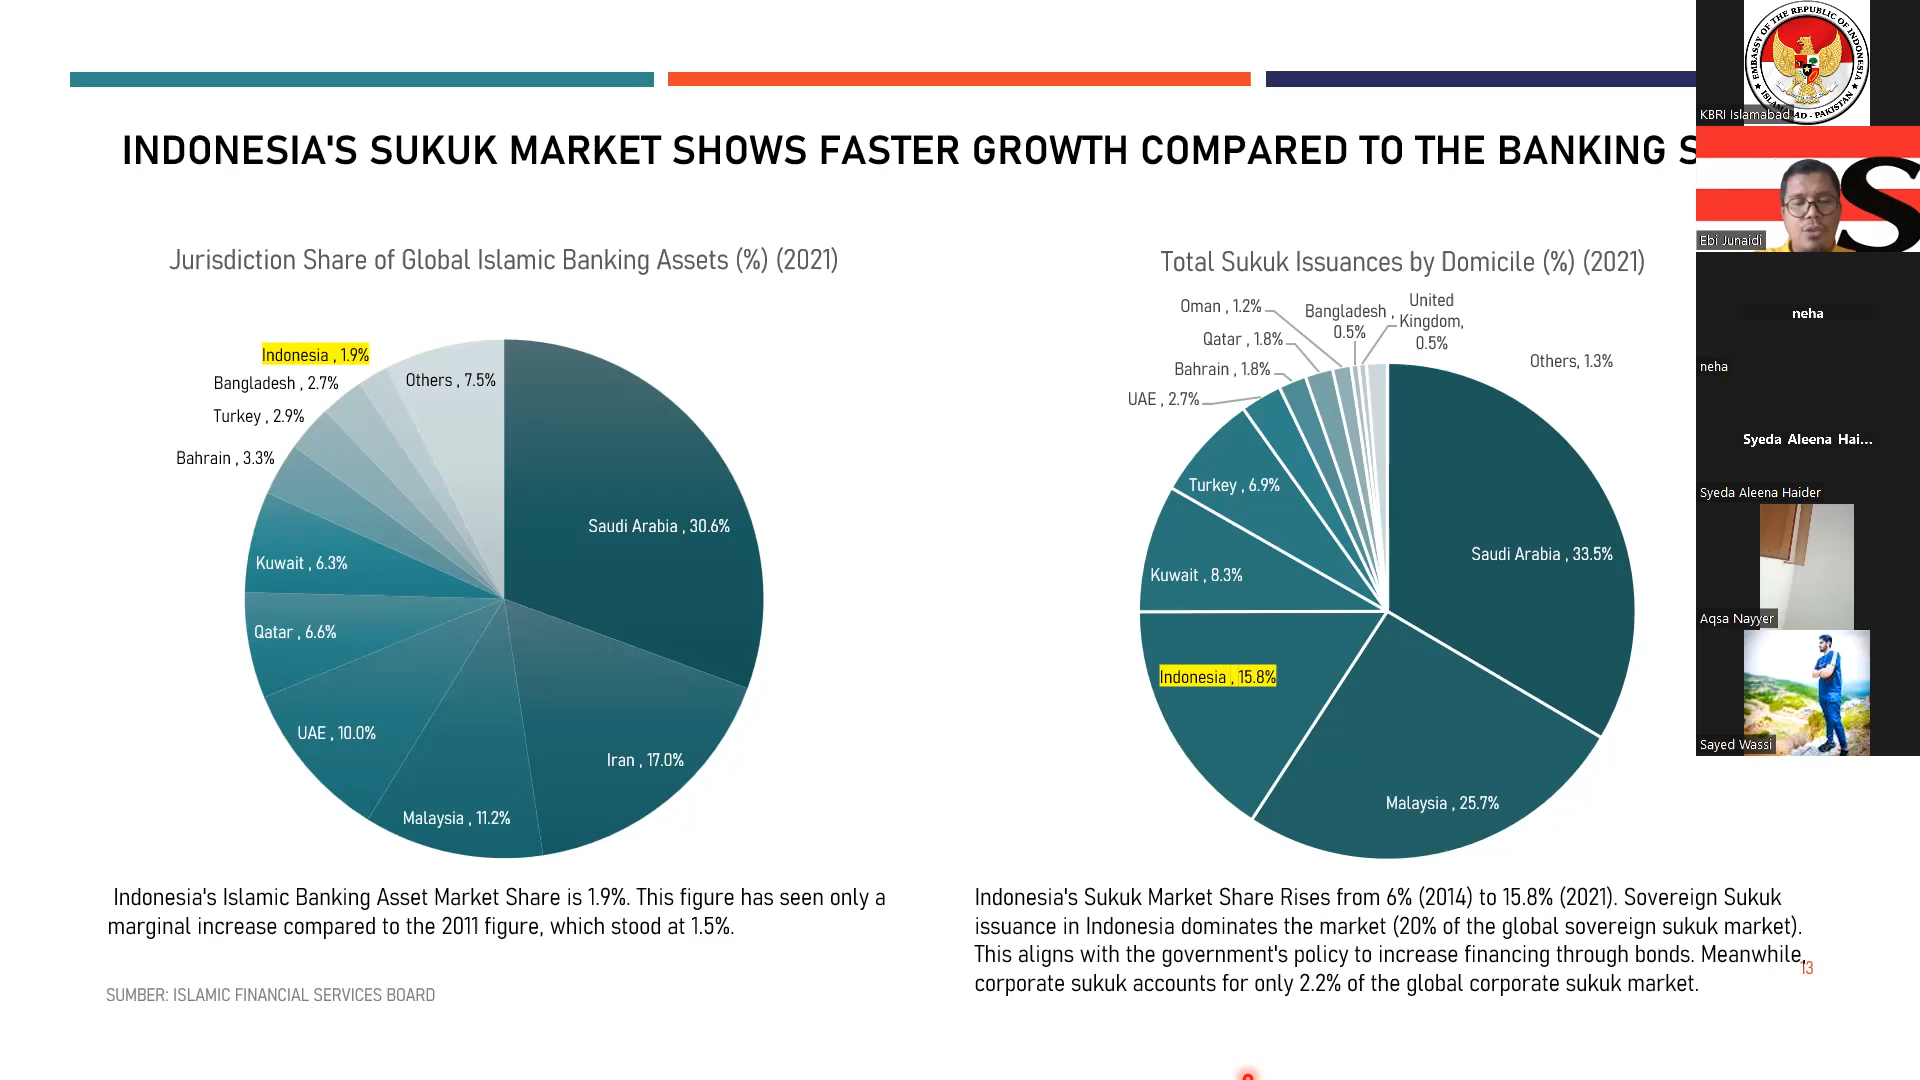 INDONESIA'S SUKUK MARKET SHOWS FASTER GROWTH COMPARED TO THE BANKING S
Jurisdiction Share of Global Islamic Banking Assets (%) (2021)
Indonesia , 1.9%
Bangladesh , 2.7%
Turkey , 2.9%
Bahrain , 3.3%
Kuwait , 6.3%
Qatar , 6.6%
UAE , 10.0%
Malaysia , 11.2%
Iran , 17.0%
Saudi Arabia , 30.6%
Others , 7.5%
Indonesia's Islamic Banking Asset Market Share is 1.9%. This figure has seen only a
marginal increase compared to the 2011 figure, which stood at 1.5%.
SUMBER: ISLAMIC FINANCIAL SERVICES BOARD
Total Sukuk Issuances by Domicile (%) (2021)
Oman , 1.2%
Bangladesh ,
0.5%
United
Kingdom,
0.5%
Qatar , 1.8%
Bahrain , 1.8%
UAE , 2.7%
Others, 1.3%
Turkey , 6.9%
Kuwait , 8.3%
Indonesia , 15.8%
Malaysia , 25.7%
Saudi Arabia , 33.5%
Indonesia's Sukuk Market Share Rises from 6% (2014) to 15.8% (2021). Sovereign Sukuk
issuance in Indonesia dominates the market (20% of the global sovereign sukuk market).
This aligns with the government's policy to increase financing through bonds. Meanwhile,
corporate sukuk accounts for only 2.2% of the global corporate sukuk market.
13
EMBASSY OF THE REPUBLIC OF INDONESIA
ISLAMABAD - PAKISTAN
KBRI Islamabad
S
Ebi Junaidi
neha
neha
Syeda Aleena Hai...
Syeda Aleena Haider
Aqsa Nayyer
Sayed Wassi